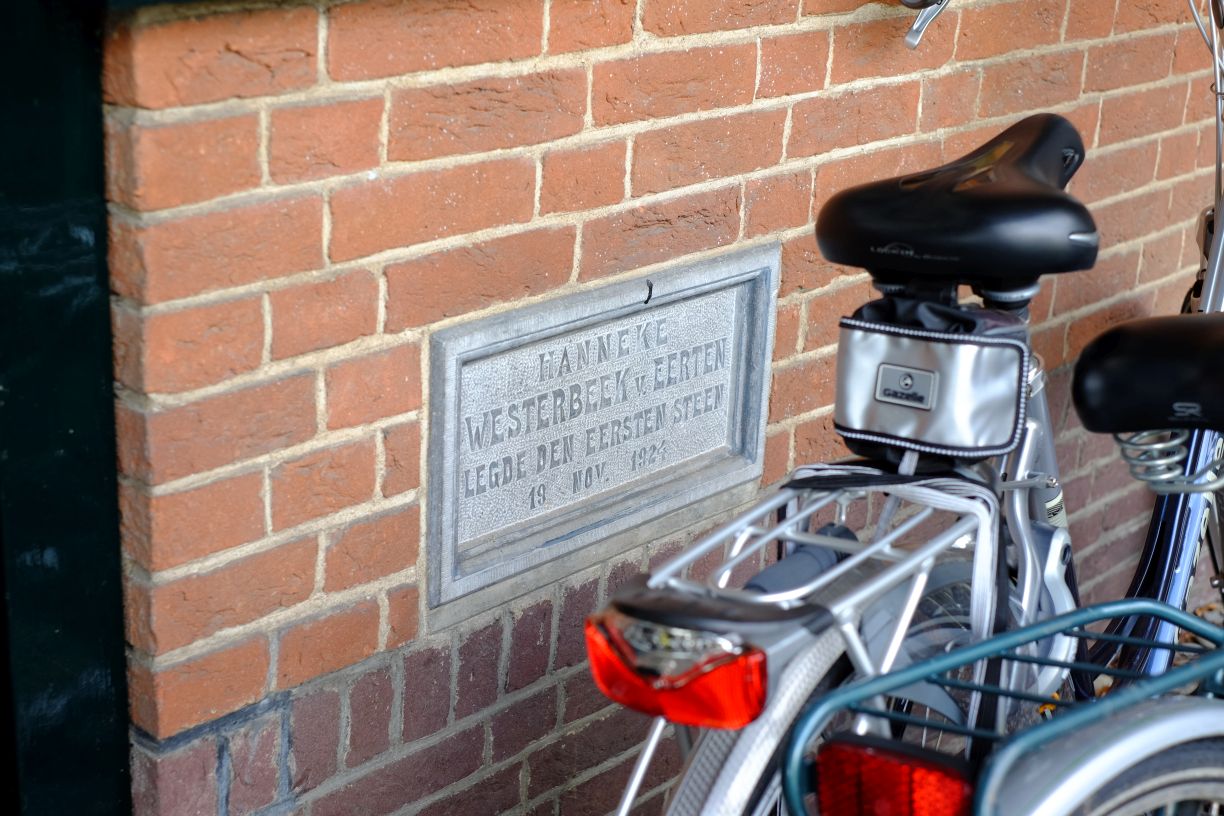 HANNEKE
WESTERBEEK v. EERTEN
LEGDE DEN EERSTEN STEEN
19 NOV. 1924
Gazelle